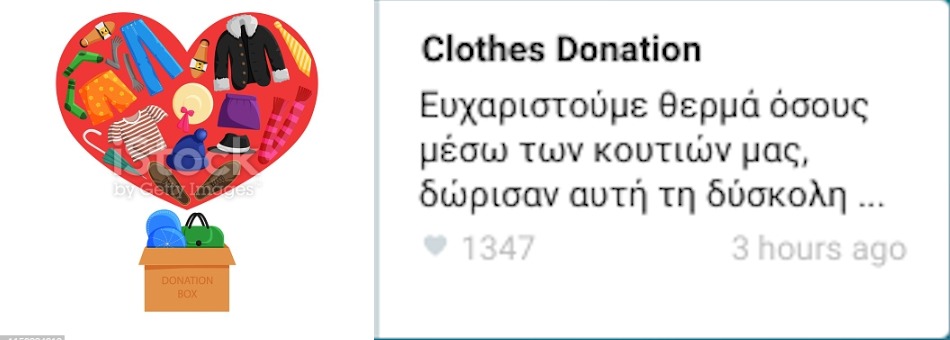 iStock
by Getty Images
DONATION
BOX
Clothes Donation
Ευχαριστούμε θερμά όσους
μέσω των κουτιών μας,
δώρισαν αυτή τη δύσκολη ...
1347
3 hours ago